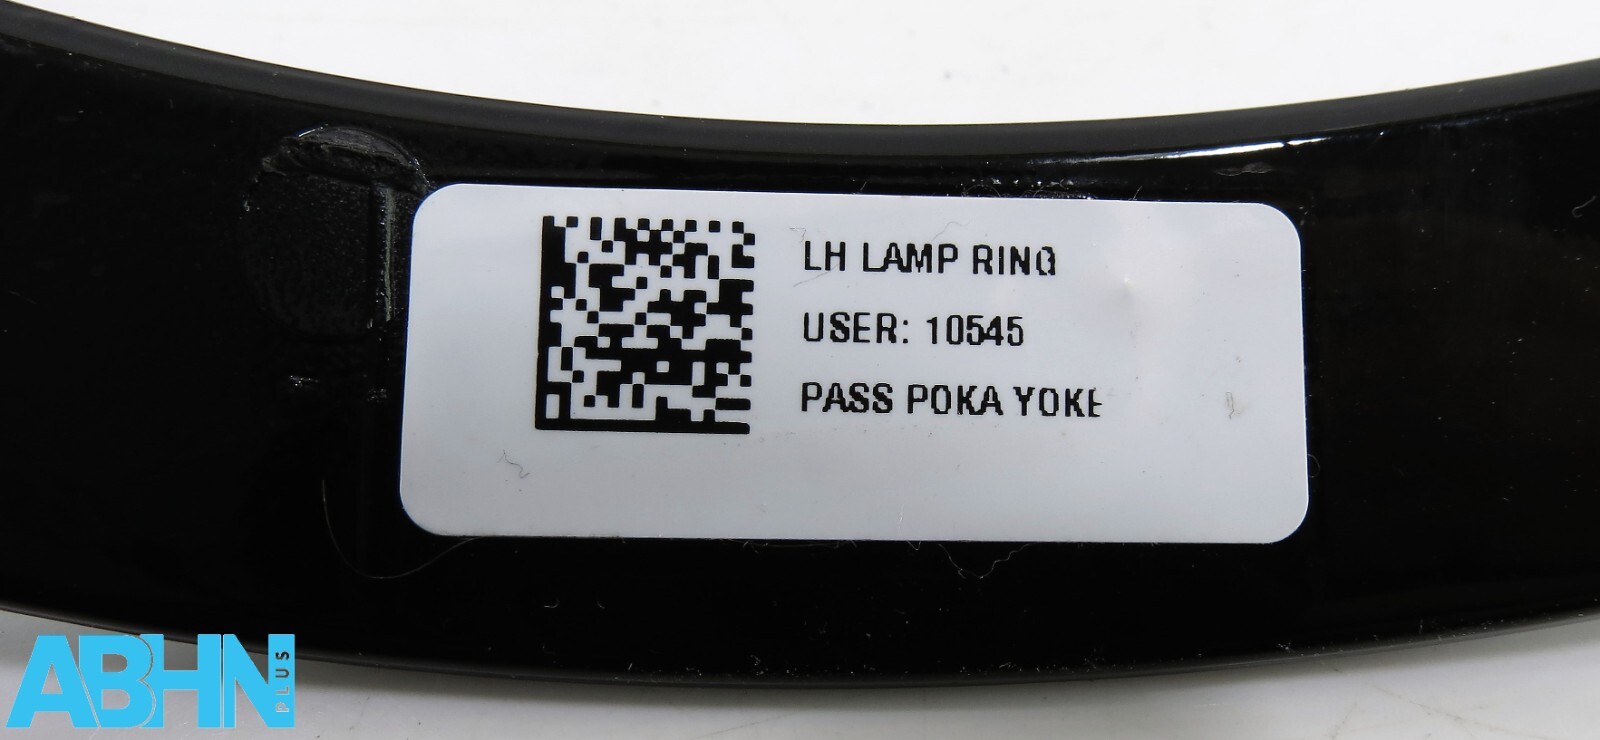 LH LAMP RING
USER: 10545
PASS POKA YOKE
ABHN PLUS